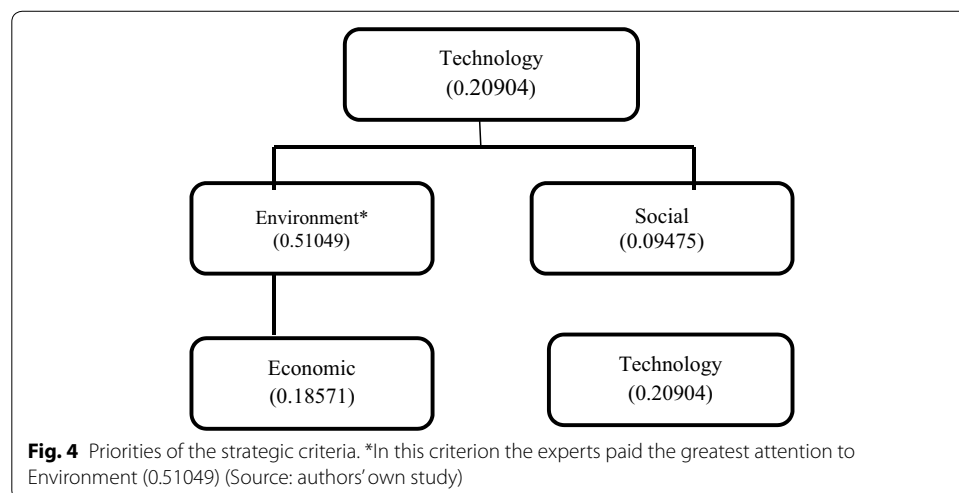 Technology
(0.20904)
Environment*
(0.51049)
Social
(0.09475)
Economic
(0.18571)
Technology
(0.20904)
Fig. 4 Priorities of the strategic criteria. *In this criterion the experts paid the greatest attention to
Environment (0.51049) (Source: authors’ own study)